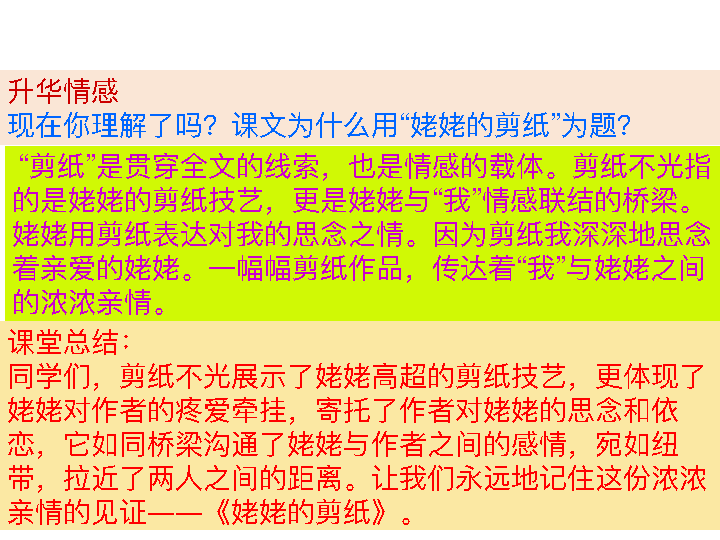 升华情感
现在你理解了吗？课文为什么用“姥姥的剪纸”为题？
“剪纸”是贯穿全文的线索，也是情感的载体。剪纸不光指
的是姥姥的剪纸技艺，更是姥姥与“我”情感联结的桥梁。
姥姥用剪纸表达对我的思念之情。因为剪纸我深深地思念
着亲爱的姥姥。一幅幅剪纸作品，传达着“我”与姥姥之间
的浓浓亲情。
课堂总结：
同学们，剪纸不光展示了姥姥高超的剪纸技艺，更体现了
姥姥对作者的疼爱牵挂，寄托了作者对姥姥的思念和依
恋，它如同桥梁沟通了姥姥与作者之间的感情，宛如纽
带，拉近了两人之间的距离。让我们永远地记住这份浓浓
亲情的见证——《姥姥的剪纸》。